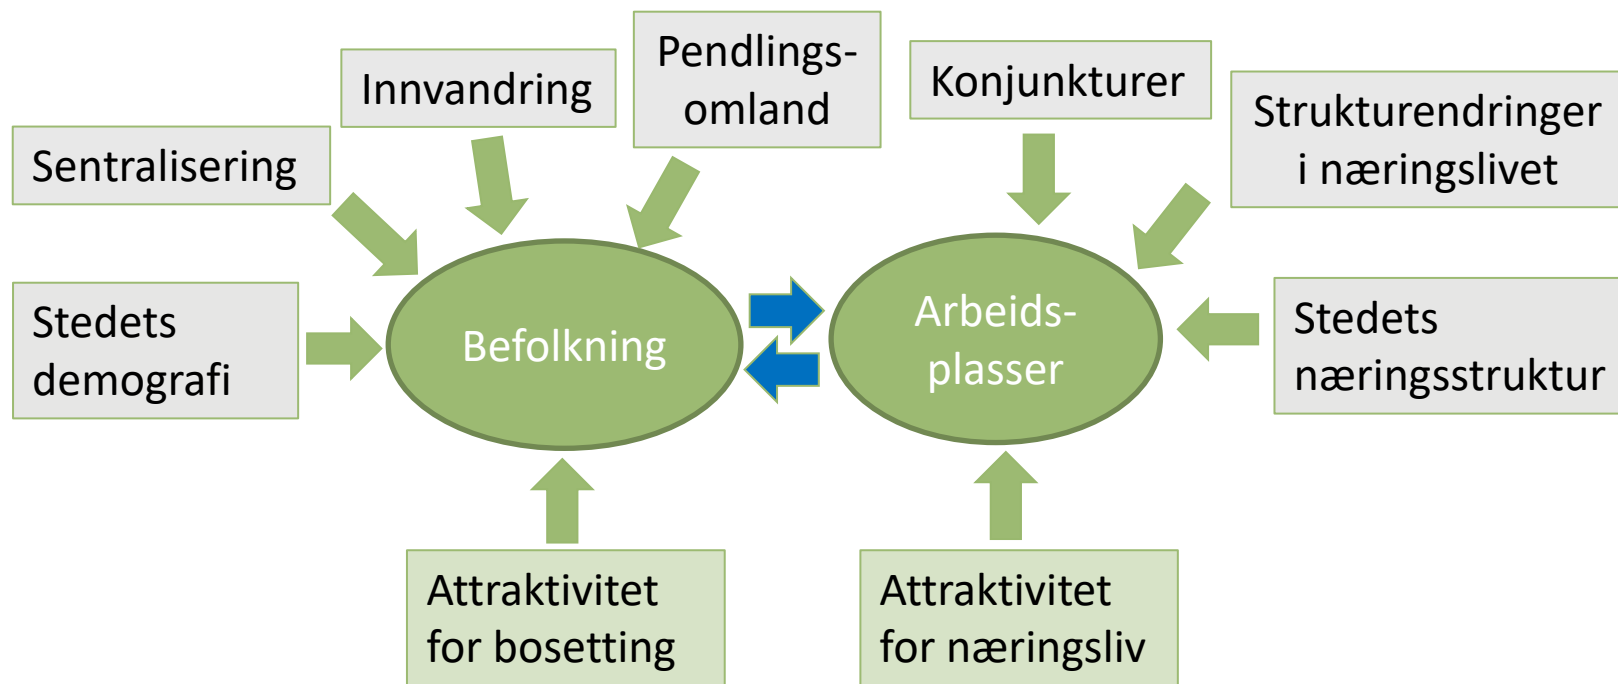 Sentralisering
Innvandring
Pendlings-
omland
Konjunkturer
Strukturendringer
i næringslivet
Stedets
demografi
Befolkning
Arbeids-
plasser
Stedets
næringsstruktur
Attraktivitet
for bosetting
Attraktivitet
for næringsliv